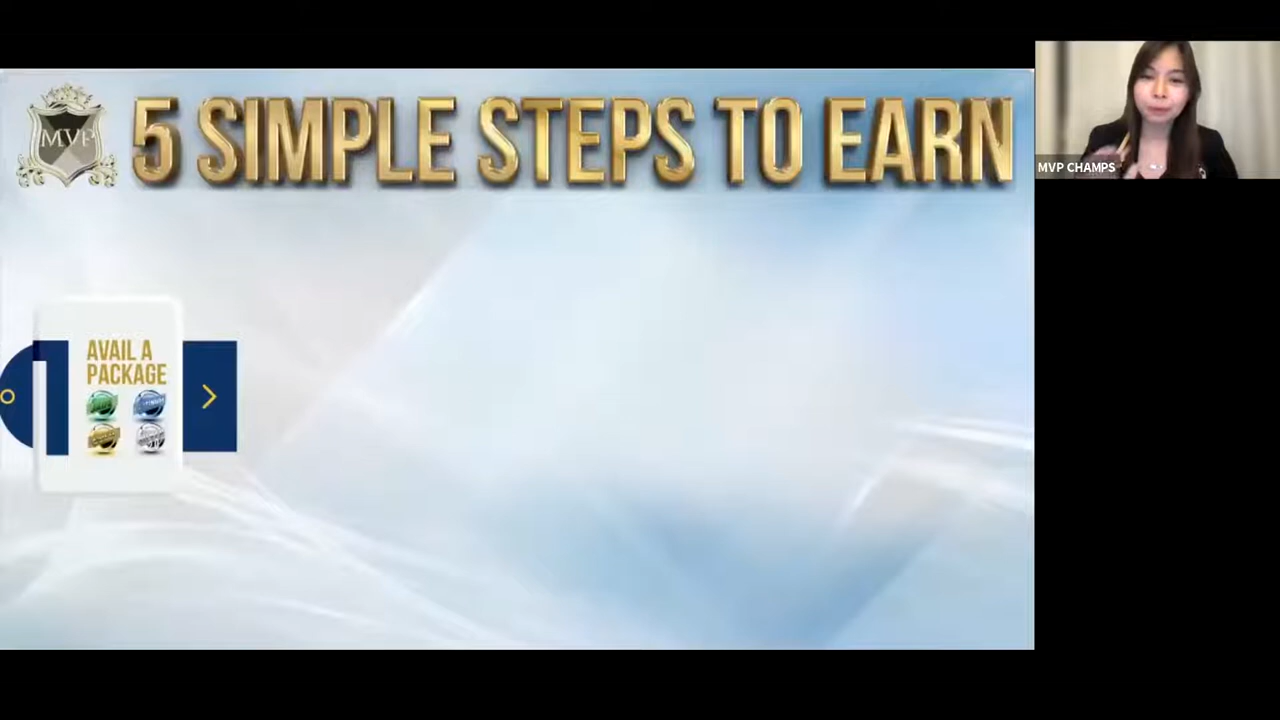 MVP
5 SIMPLE STEPS TO EARN
MVP CHAMPS
1
AVAIL A
PACKAGE